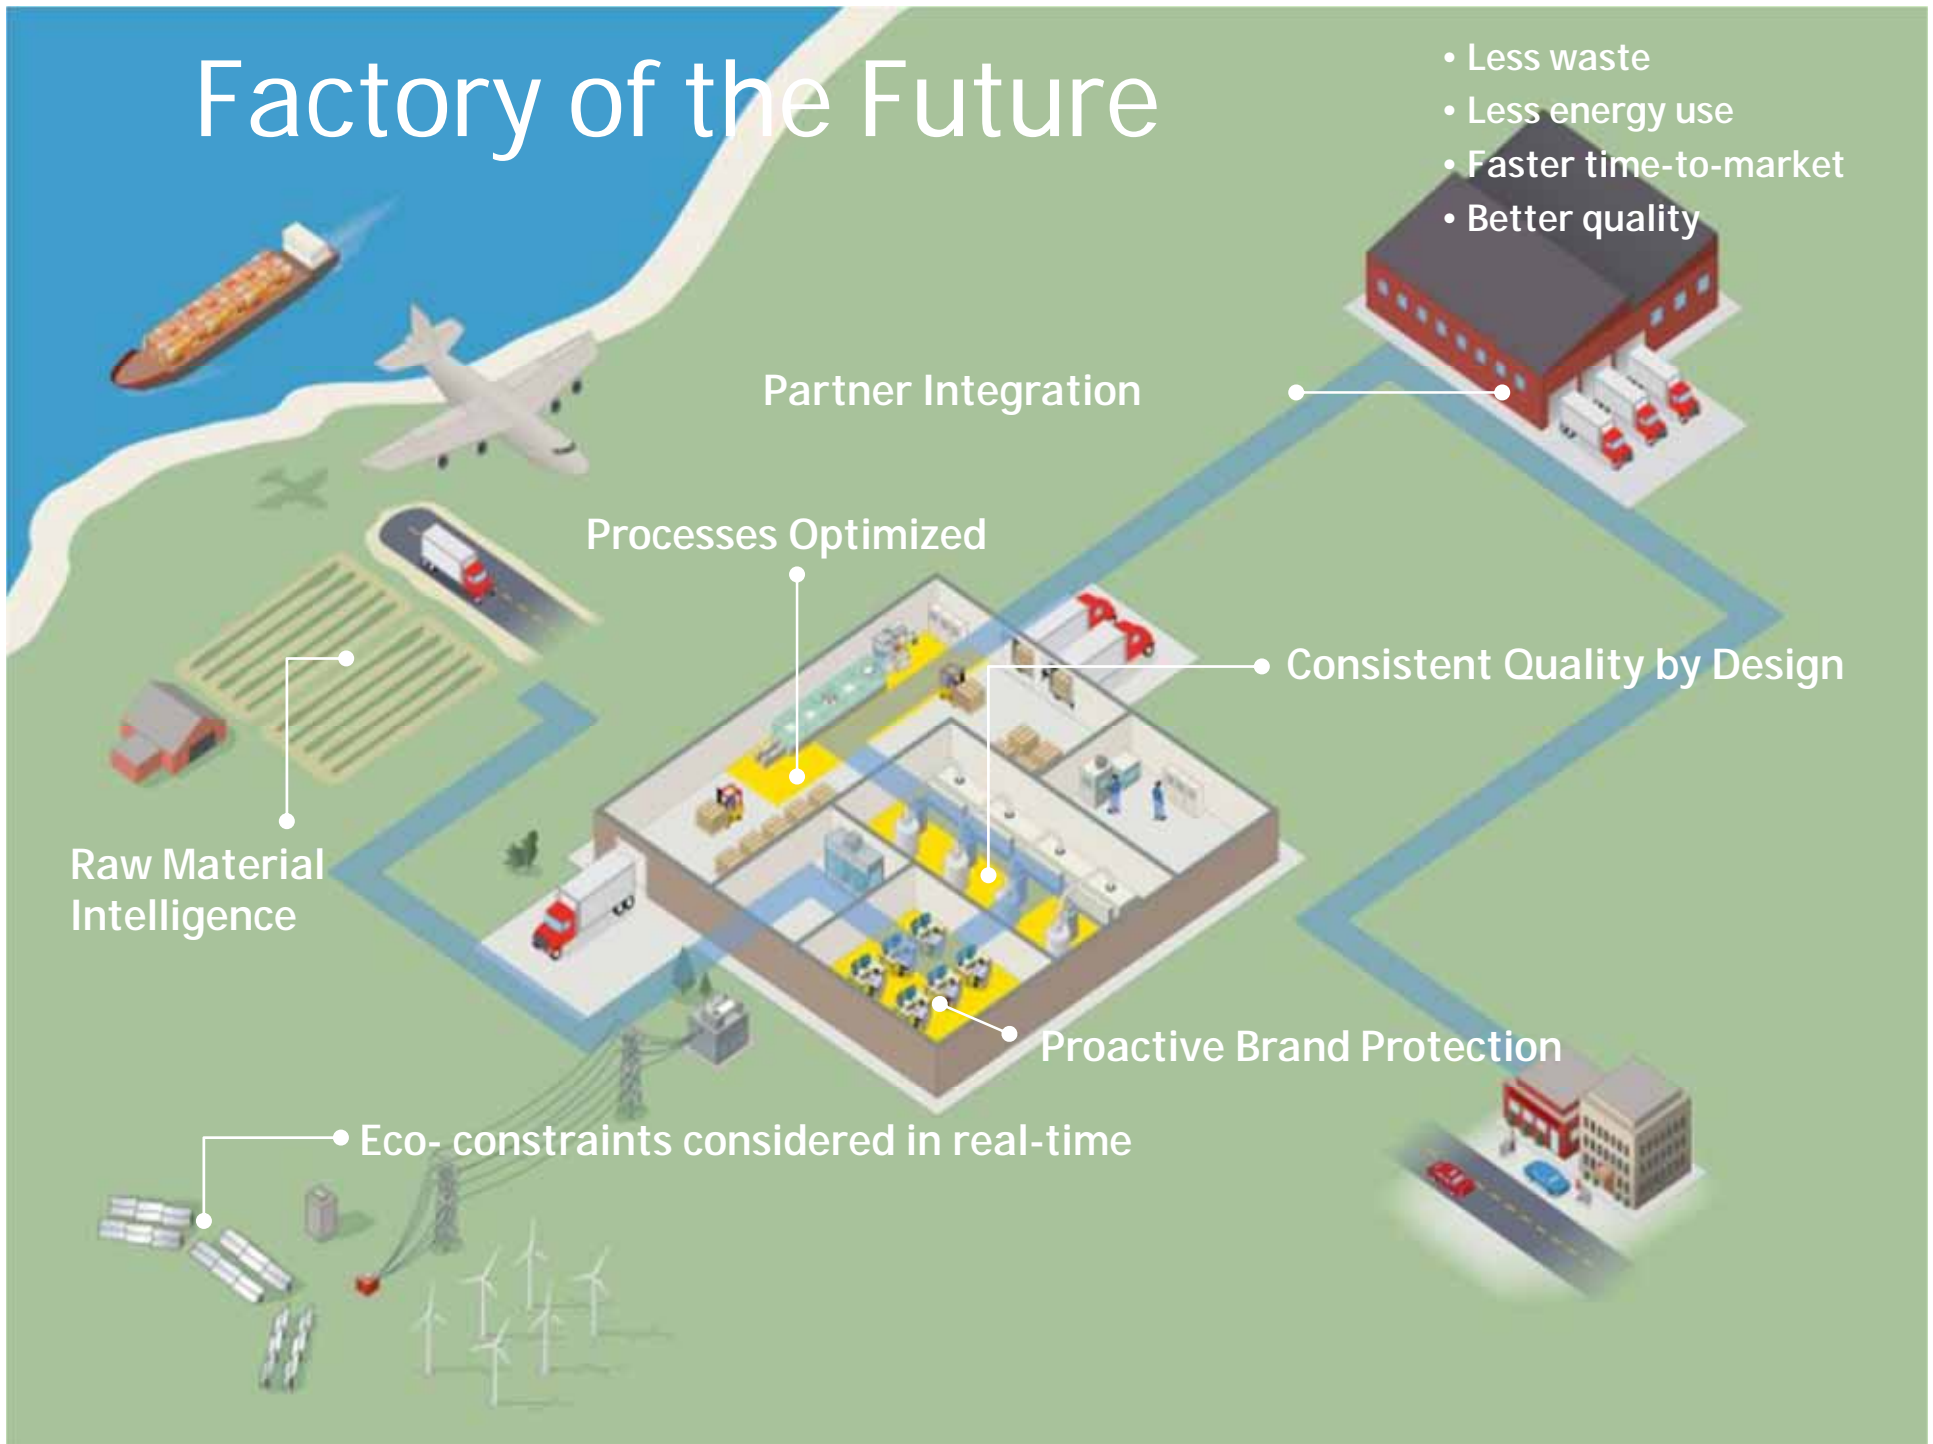 Factory of the Future
• Less waste
• Less energy use
• Faster time-to-market
• Better quality
Partner Integration
Processes Optimized
Consistent Quality by Design
Raw Material
Intelligence
Proactive Brand Protection
Eco- constraints considered in real-time